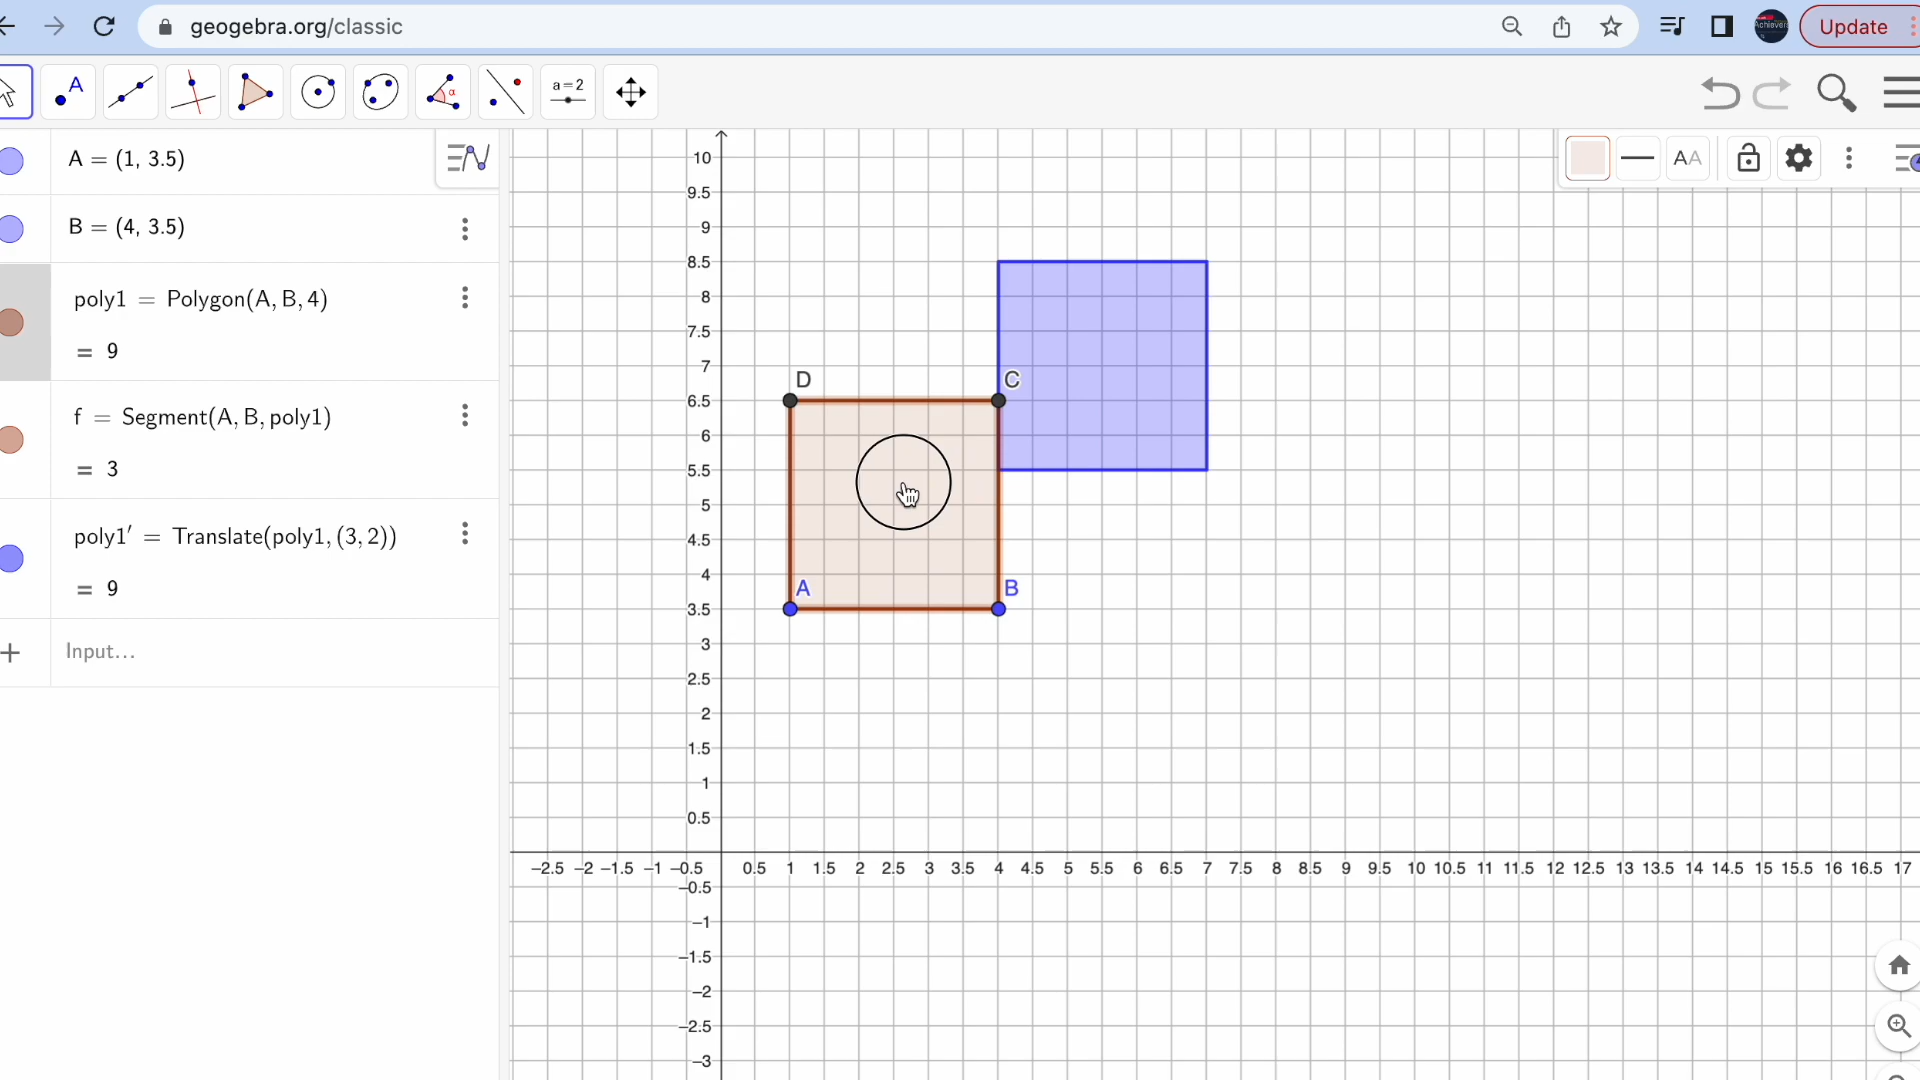 geogebra.org/classic
Update
A
α
a=2
A = (1, 3.5)
B = (4, 3.5)
poly1 = Polygon(A, B, 4)
= 9
f = Segment(A, B, poly1)
= 3
poly1′ = Translate(poly1, (3, 2))
= 9
Input…
AA
10
9.5
9
8.5
8
7.5
7
6.5
6
5.5
5
4.5
4
3.5
3
2.5
2
1.5
1
0.5
D
C
A
B
–2.5 –2 –1.5 –1 –0.5 0.5 1 1.5 2 2.5 3 3.5 4 4.5 5 5.5 6 6.5 7 7.5 8 8.5 9 9.5 10 10.5 11 11.5 12 12.5 13 13.5 14 14.5 15 15.5 16 16.5 17
–0.5
–1
–1.5
–2
–2.5
–3